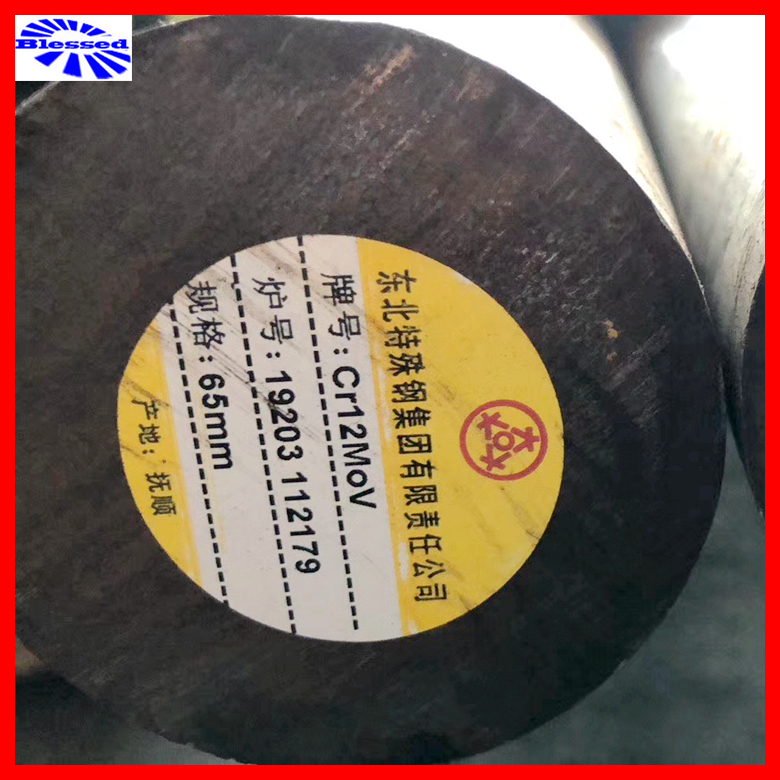 Blessed
东北特殊钢集团有限责任公司
牌号:Cr12MoV
炉号:19203 112179
规格:65mm
产地:抚顺